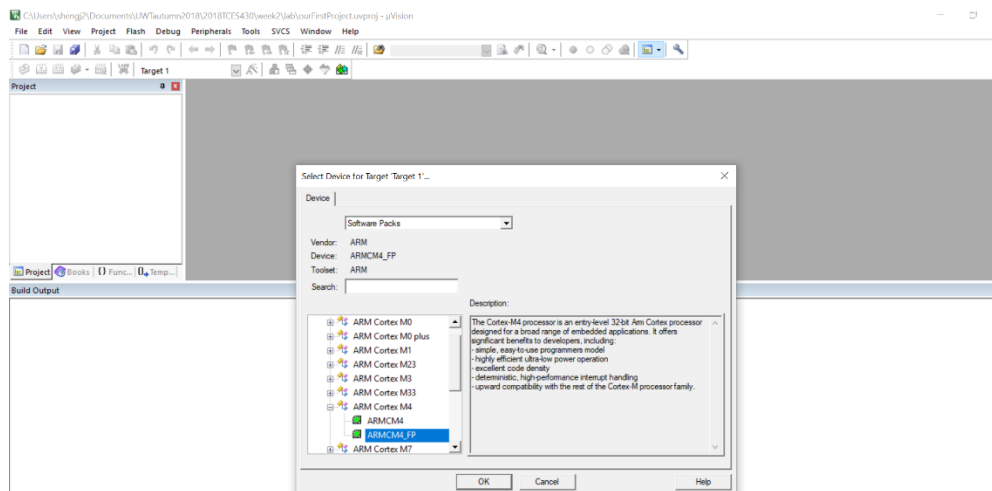 C:\Users\shengj2\Documents\UWTautumn2018\2018TCES430\week2\lab\ourFirstProject.uvproj - µVision
File Edit View Project Flash Debug Peripherals Tools SVCS Window Help
Target 1
Project
Project Books {} Func... 0 Temp...
Build Output
Select Device for Target 'Target 1'...
Device
Software Packs
Vendor: ARM
Device: ARMCM4_FP
Toolset: ARM
Search:
Description:
ARM Cortex M0
ARM Cortex M0 plus
ARM Cortex M1
ARM Cortex M23
ARM Cortex M3
ARM Cortex M33
ARM Cortex M4
ARMCM4
ARMCM4_FP
ARM Cortex M7
The Cortex-M4 processor is an entry-level 32-bit Arm Cortex processor
designed for a broad range of embedded applications. It offers
significant benefits to developers, including:
- simple, easy-to-use programmers model
- highly efficient ultra-low power operation
- excellent code density
- deterministic, high-performance interrupt handling
- upward compatibility with the rest of the Cortex-M processor family.
OK Cancel Help